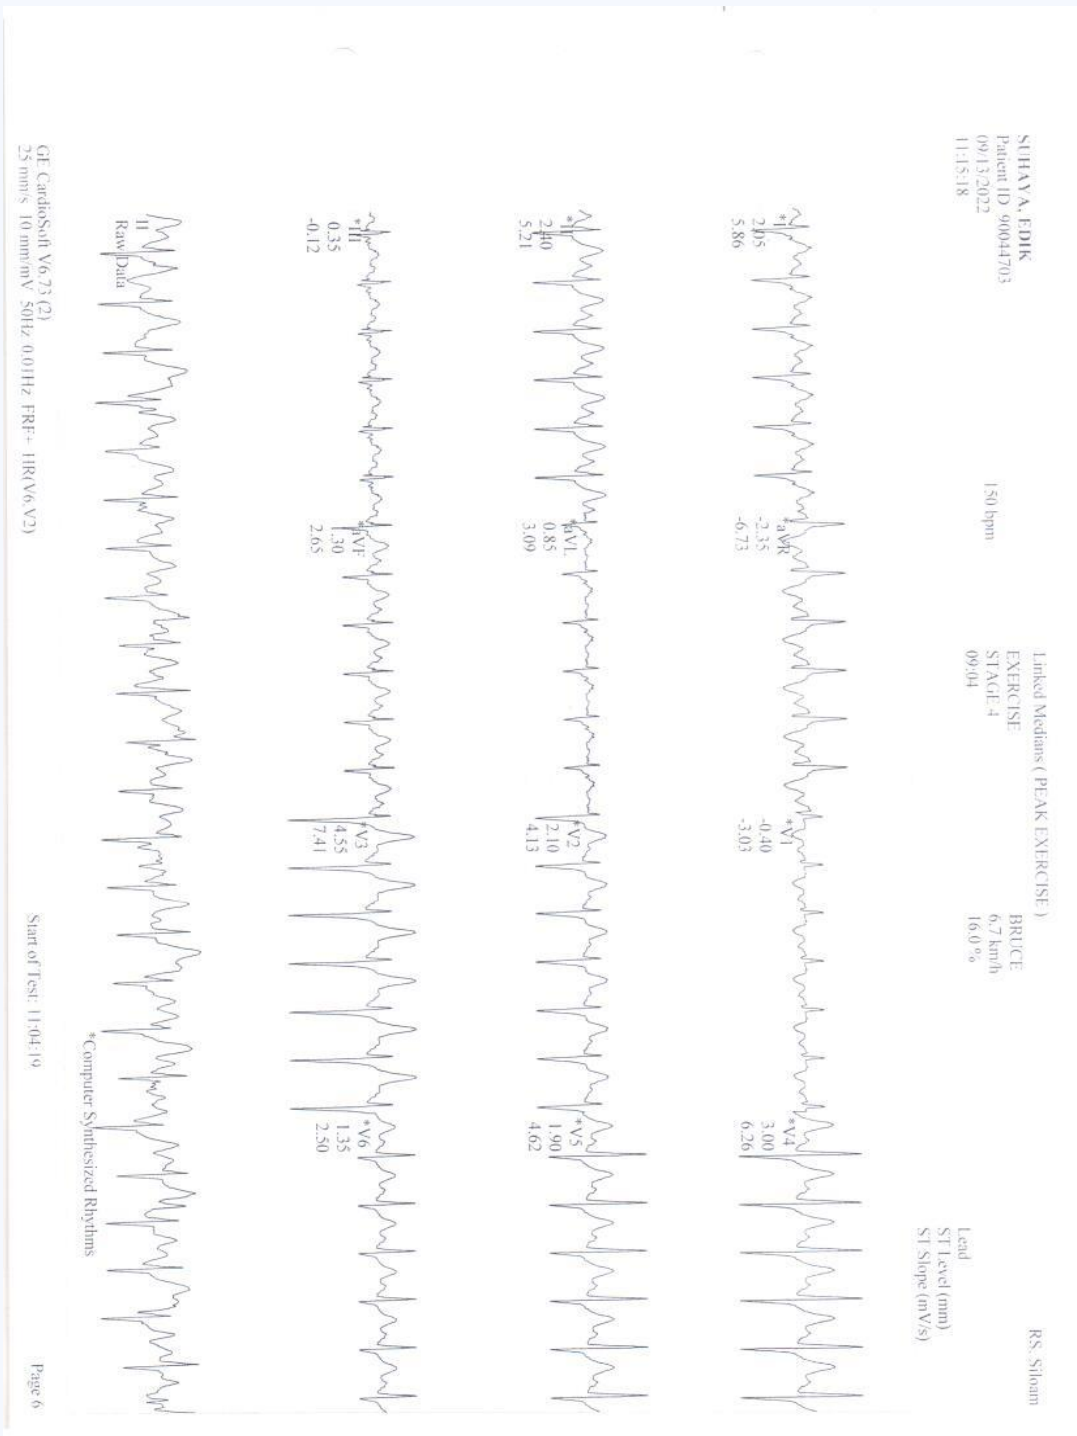 SUHAYA, EDIK
Patient ID 90044703
09/13/2022
11:15:18
150 bpm
Linked Medians ( PEAK EXERCISE )
EXERCISE
STAGE 4
09:04
BRUCE
6.7 km/h
16.0 %
RS. Siloam
Lead
ST Level (mm)
ST Slope (mV/s)
*I
2.05
5.86
*aVR
-2.35
-6.73
*V1
-0.40
-3.03
*V4
3.00
6.26
*II
2.40
5.21
*aVL
0.85
3.09
*V2
2.10
4.13
*V5
1.90
4.62
*III
0.35
-0.12
*aVF
1.30
2.65
*V3
4.55
7.41
*V6
1.35
2.50
II
Raw Data
*Computer Synthesized Rhythms
GE CardioSoft V6.73 (2)
25 mm/s 10 mm/mV 50Hz 0.01Hz FRF+ HR(V6,V2)
Start of Test: 11:04:19
Page 6